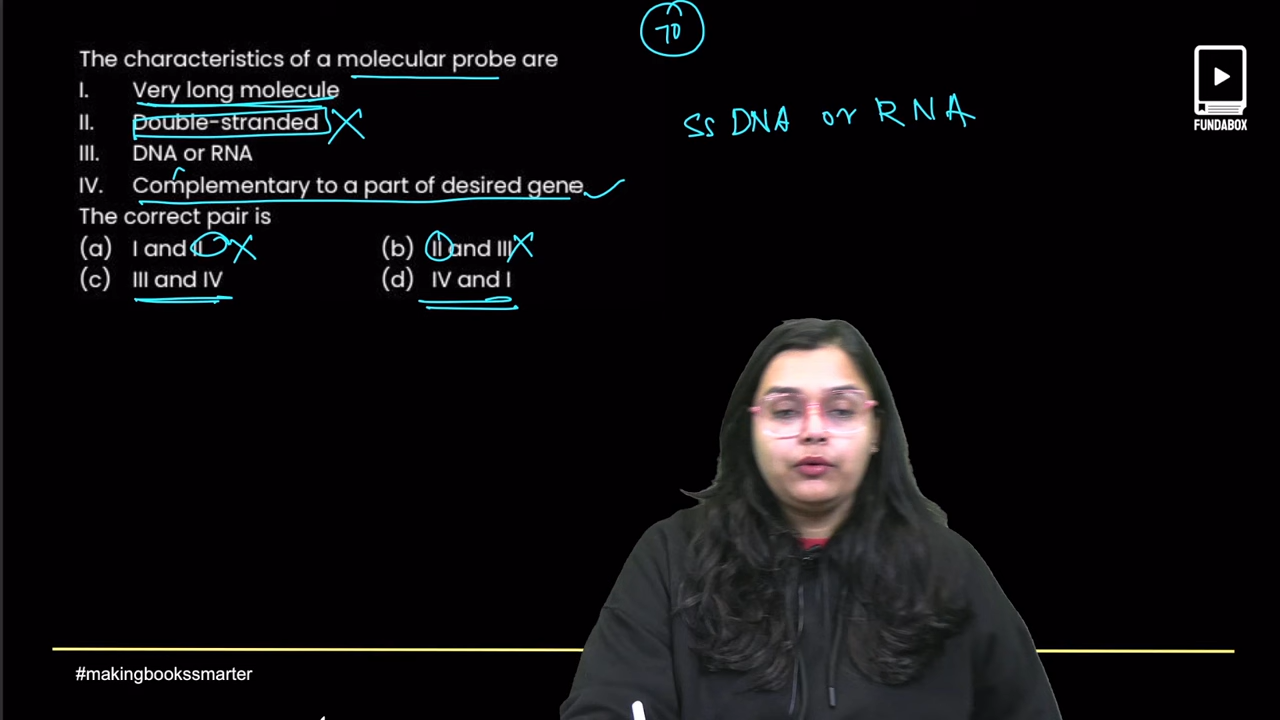 70
The characteristics of a molecular probe are
I. Very long molecule
II. Double-stranded
III. DNA or RNA
IV. Complementary to a part of desired gene
The correct pair is
(a) I and II
(b) II and III
(c) III and IV
(d) IV and I
ss DNA or RNA
FUNDABOX
#makingbookssmarter